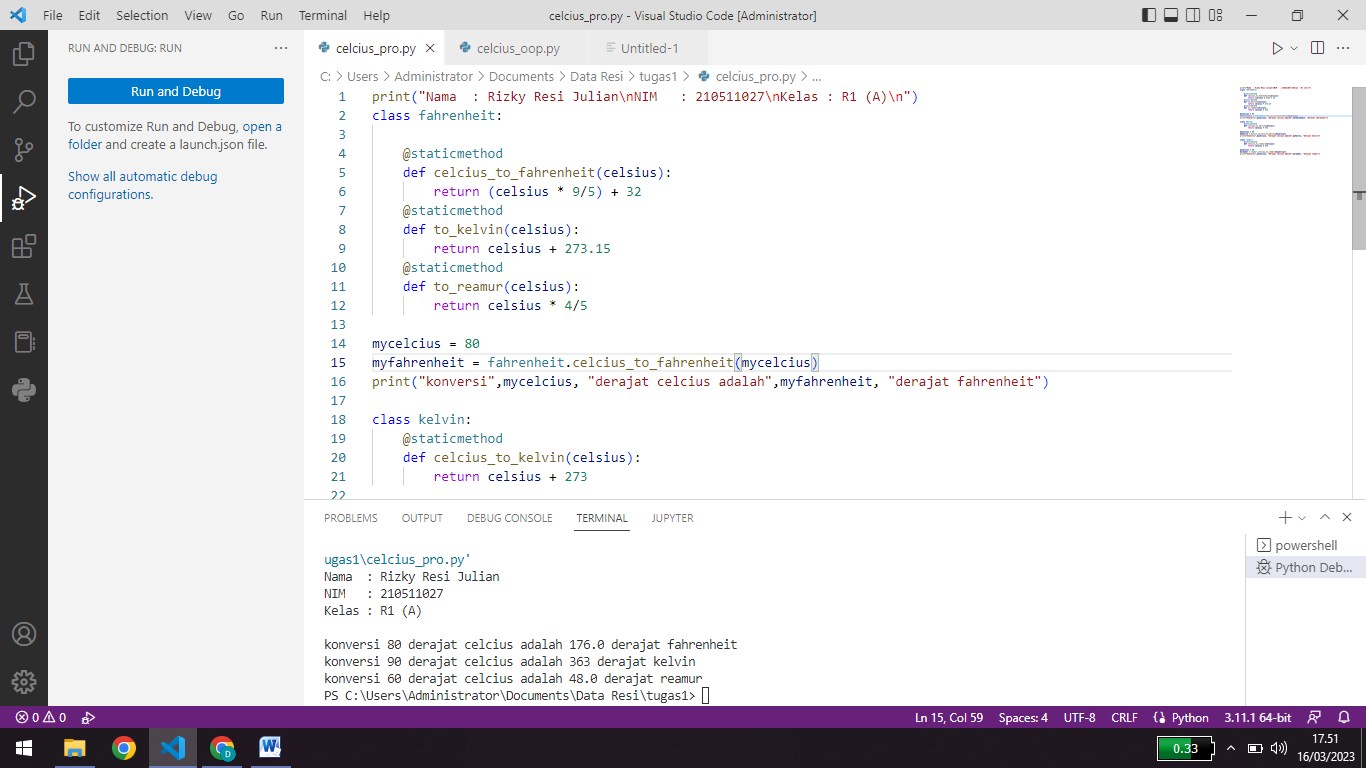 File Edit Selection View Go Run Terminal Help
celcius_pro.py - Visual Studio Code [Administrator]
RUN AND DEBUG: RUN
Run and Debug
To customize Run and Debug, open a
folder and create a launch.json file.
Show all automatic debug
configurations.
celcius_pro.py
celcius_oop.py
Untitled-1
C: > Users > Administrator > Documents > Data Resi > tugas1 > celcius_pro.py > ...
1 print("Nama  : Rizky Resi Julian\nNIM   : 210511027\nKelas : R1 (A)\n")
2 class fahrenheit:
3
4     @staticmethod
5     def celcius_to_fahrenheit(celsius):
6         return (celsius * 9/5) + 32
7     @staticmethod
8     def to_kelvin(celsius):
9         return celsius + 273.15
10     @staticmethod
11     def to_reamur(celsius):
12         return celsius * 4/5
13
14 mycelcius = 80
15 myfahrenheit = fahrenheit.celcius_to_fahrenheit(mycelcius)
16 print("konversi",mycelcius, "derajat celcius adalah",myfahrenheit, "derajat fahrenheit")
17
18 class kelvin:
19     @staticmethod
20     def celcius_to_kelvin(celsius):
21         return celsius + 273
22
PROBLEMS OUTPUT DEBUG CONSOLE TERMINAL JUPYTER
powershell
Python Deb...
ugas1\celcius_pro.py'
Nama  : Rizky Resi Julian
NIM   : 210511027
Kelas : R1 (A)
konversi 80 derajat celcius adalah 176.0 derajat fahrenheit
konversi 90 derajat celcius adalah 363 derajat kelvin
konversi 60 derajat celcius adalah 48.0 derajat reamur
PS C:\Users\Administrator\Documents\Data Resi\tugas1>
0 0
Ln 15, Col 59 Spaces: 4 UTF-8 CRLF Python 3.11.1 64-bit
0.33
17.51
16/03/2023